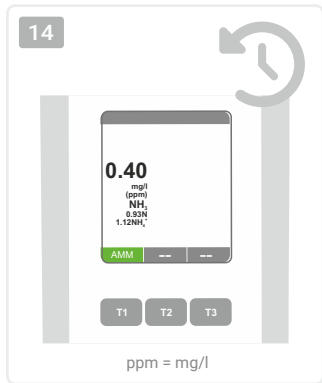 14
0.40
mg/l
(ppm)
NH₃
0.93N
1.12NH₄⁺
AMM -- --
T1 T2 T3
ppm = mg/l